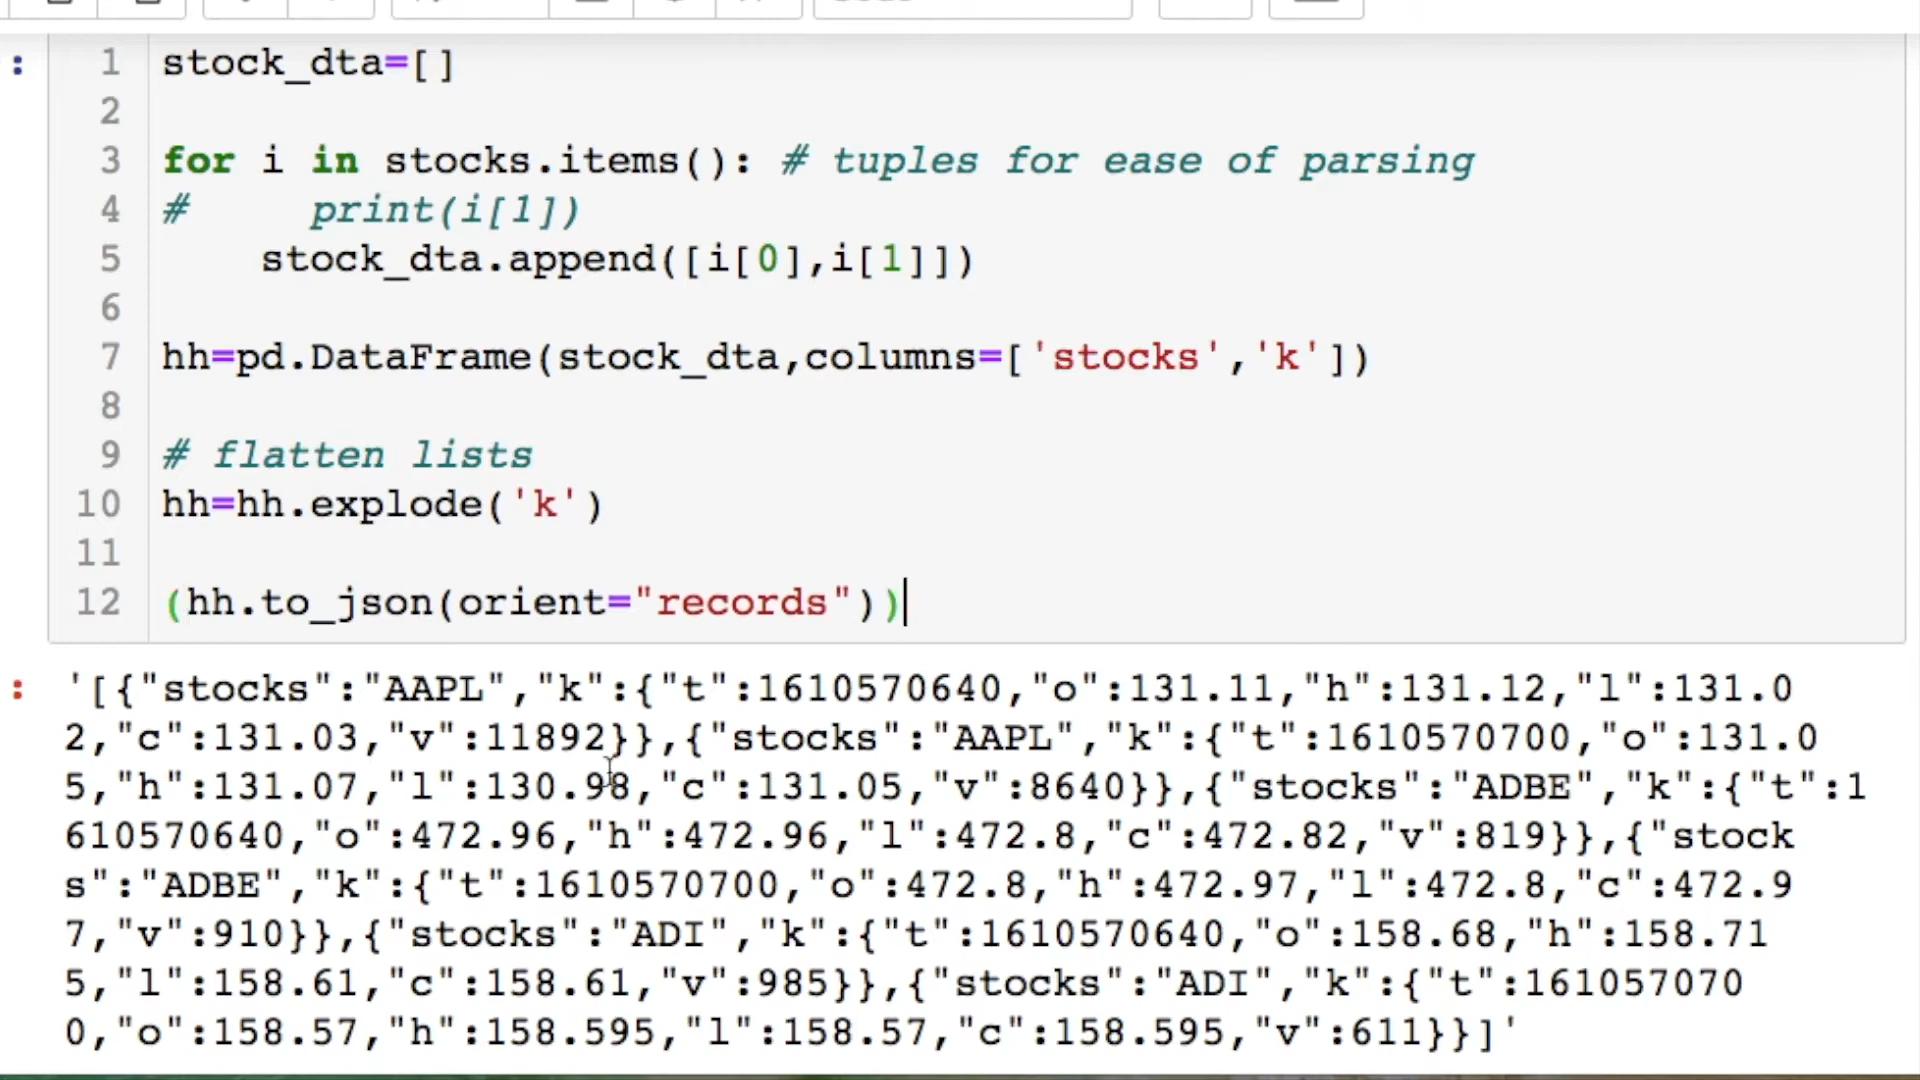 :
1 stock_dta=[]
2
3 for i in stocks.items(): # tuples for ease of parsing
4 #     print(i[1])
5     stock_dta.append([i[0],i[1]])
6
7 hh=pd.DataFrame(stock_dta,columns=['stocks','k'])
8
9 # flatten lists
10 hh=hh.explode('k')
11
12 (hh.to_json(orient="records"))
: '[{"stocks":"AAPL","k":{"t":1610570640,"o":131.11,"h":131.12,"l":131.0
2,"c":131.03,"v":11892}},{"stocks":"AAPL","k":{"t":1610570700,"o":131.0
5,"h":131.07,"l":130.98,"c":131.05,"v":8640}},{"stocks":"ADBE","k":{"t":1
610570640,"o":472.96,"h":472.96,"l":472.8,"c":472.82,"v":819}},{"stock
s":"ADBE","k":{"t":1610570700,"o":472.8,"h":472.97,"l":472.8,"c":472.9
7,"v":910}},{"stocks":"ADI","k":{"t":1610570640,"o":158.68,"h":158.71
5,"l":158.61,"c":158.61,"v":985}},{"stocks":"ADI","k":{"t":161057070
0,"o":158.57,"h":158.595,"l":158.57,"c":158.595,"v":611}}]'